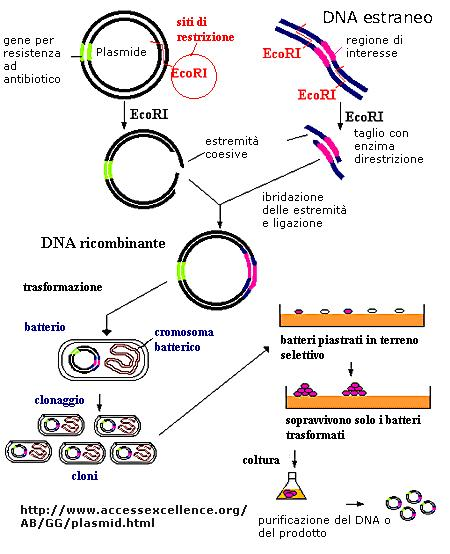 siti di
restrizione
DNA estraneo
gene per
resistenza
ad
antibiotico
Plasmide
EcoRI
regione di
interesse
EcoRI
EcoRI
EcoRI
EcoRI
estremità
coesive
taglio con
enzima
direstrizione
ibridazione
delle estremità
e ligazione
DNA ricombinante
trasformazione
batterio
cromosoma
batterico
batteri piastrati in terreno
selettivo
clonaggio
cloni
sopravvivono solo i batteri
trasformati
coltura
purificazione del DNA o
del prodotto
http://www.accessexcellence.org/
AB/GG/plasmid.html